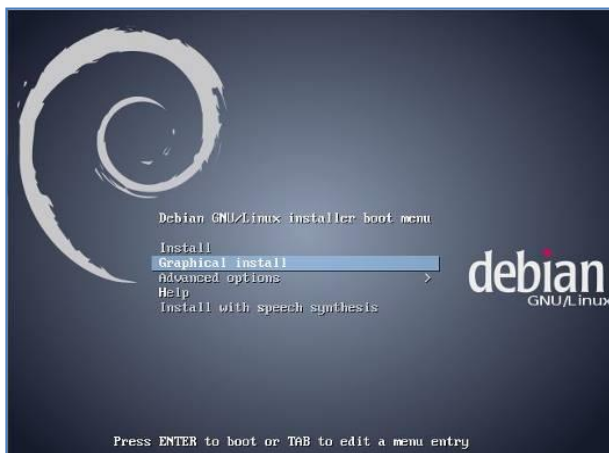 Debian GNU/Linux installer boot menu
Install
Graphical install
Advanced options >
Help
Install with speech synthesis
debian
GNU/Linux
Press ENTER to boot or TAB to edit a menu entry